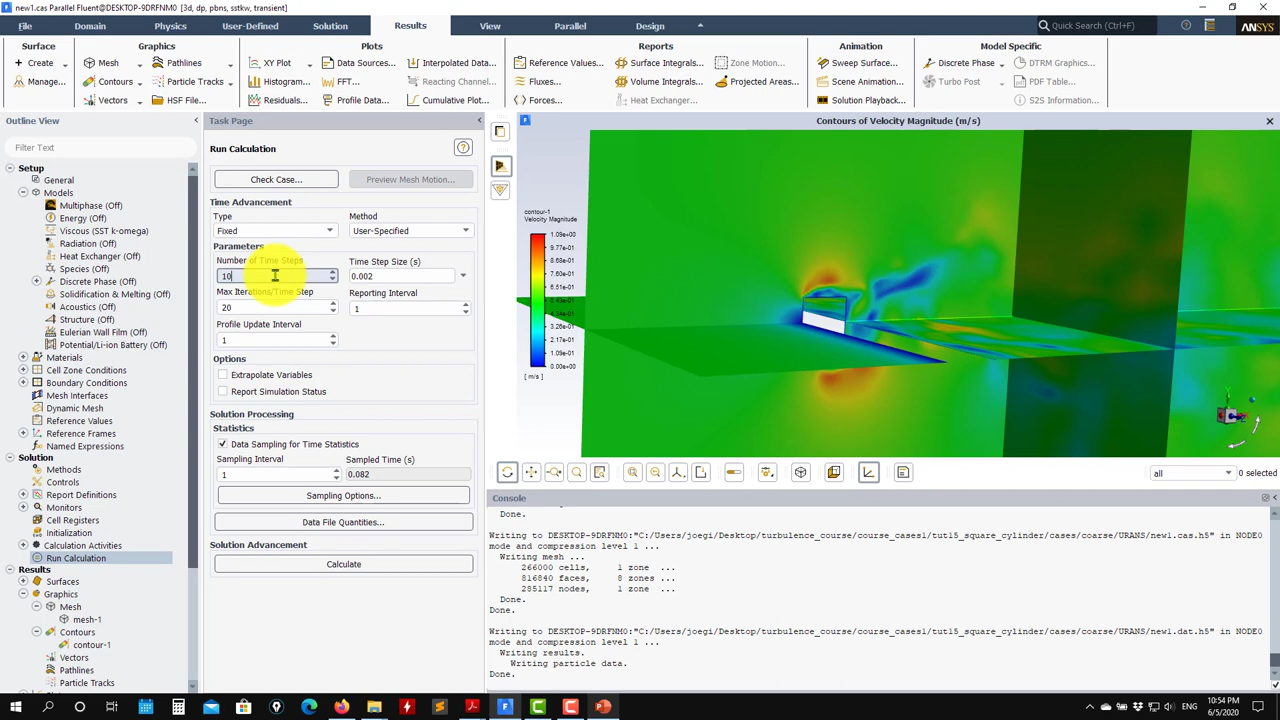 new1.cas Parallel Fluent@DESKTOP-9DRFNM0 [3d, dp, pbns, sstkw, transient]
File Domain Physics User-Defined Solution Results View Parallel Design Quick Search (Ctrl+F) ANSYS
Surface Graphics Plots Reports Animation Model Specific
Create Mesh Pathlines XY Plot Data Sources... Interpolated Data... Reference Values... Surface Integrals... Zone Motion... Sweep Surface... Discrete Phase DTRM Graphics...
Manage... Contours Particle Tracks Histogram... FFT... Reacting Channel... Fluxes... Volume Integrals... Projected Areas... Scene Animation... Turbo Post PDF Table...
Vectors HSF File... Residuals... Profile Data... Cumulative Plot... Forces... Heat Exchanger... Solution Playback... S2S Information...
Outline View
Filter Text
Setup
General
Models
Multiphase (Off)
Energy (Off)
Viscous (SST k-omega)
Radiation (Off)
Heat Exchanger (Off)
Species (Off)
Discrete Phase (Off)
Solidification & Melting (Off)
Acoustics (Off)
Structure (Off)
Eulerian Wall Film (Off)
Potential/Li-ion Battery (Off)
Materials
Cell Zone Conditions
Boundary Conditions
Mesh Interfaces
Dynamic Mesh
Reference Values
Reference Frames
Named Expressions
Solution
Methods
Controls
Report Definitions
Monitors
Cell Registers
Initialization
Calculation Activities
Run Calculation
Results
Surfaces
Graphics
Mesh
mesh-1
Contours
contour-1
Vectors
Pathlines
Particle Tracks
Task Page
Run Calculation
Check Case... Preview Mesh Motion...
Time Advancement
Type Method
Fixed User-Specified
Parameters
Number of Time Steps Time Step Size (s)
10 0.002
Max Iterations/Time Step Reporting Interval
20 1
Profile Update Interval
1
Options
Extrapolate Variables
Report Simulation Status
Solution Processing
Statistics
Data Sampling for Time Statistics
Sampling Interval Sampled Time (s)
1 0.082
Sampling Options...
Data File Quantities...
Solution Advancement
Calculate
Contours of Velocity Magnitude (m/s)
contour-1
Velocity Magnitude
1.09e+00
9.77e-01
8.69e-01
7.60e-01
6.52e-01
5.43e-01
4.34e-01
3.26e-01
2.17e-01
1.09e-01
0.00e+00
[ m/s ]
all 0 selected
Console
Done.
Writing to DESKTOP-9DRFNM0:"C:/Users/joegi/Desktop/turbulence_course/course_cases1/tut15_square_cylinder/cases/coarse/URANS/new1.cas.h5" in NODE0
mode and compression level 1 ...
Writing mesh ...
266000 cells, 1 zone ...
816840 faces, 8 zones ...
285117 nodes, 1 zone ...
Done.
Done.
Writing to DESKTOP-9DRFNM0:"C:/Users/joegi/Desktop/turbulence_course/course_cases1/tut15_square_cylinder/cases/coarse/URANS/new1.dat.h5" in NODE0
mode and compression level 1 ...
Writing results.
Writing particle data.
Done.
10:54 PM
6/5/2020